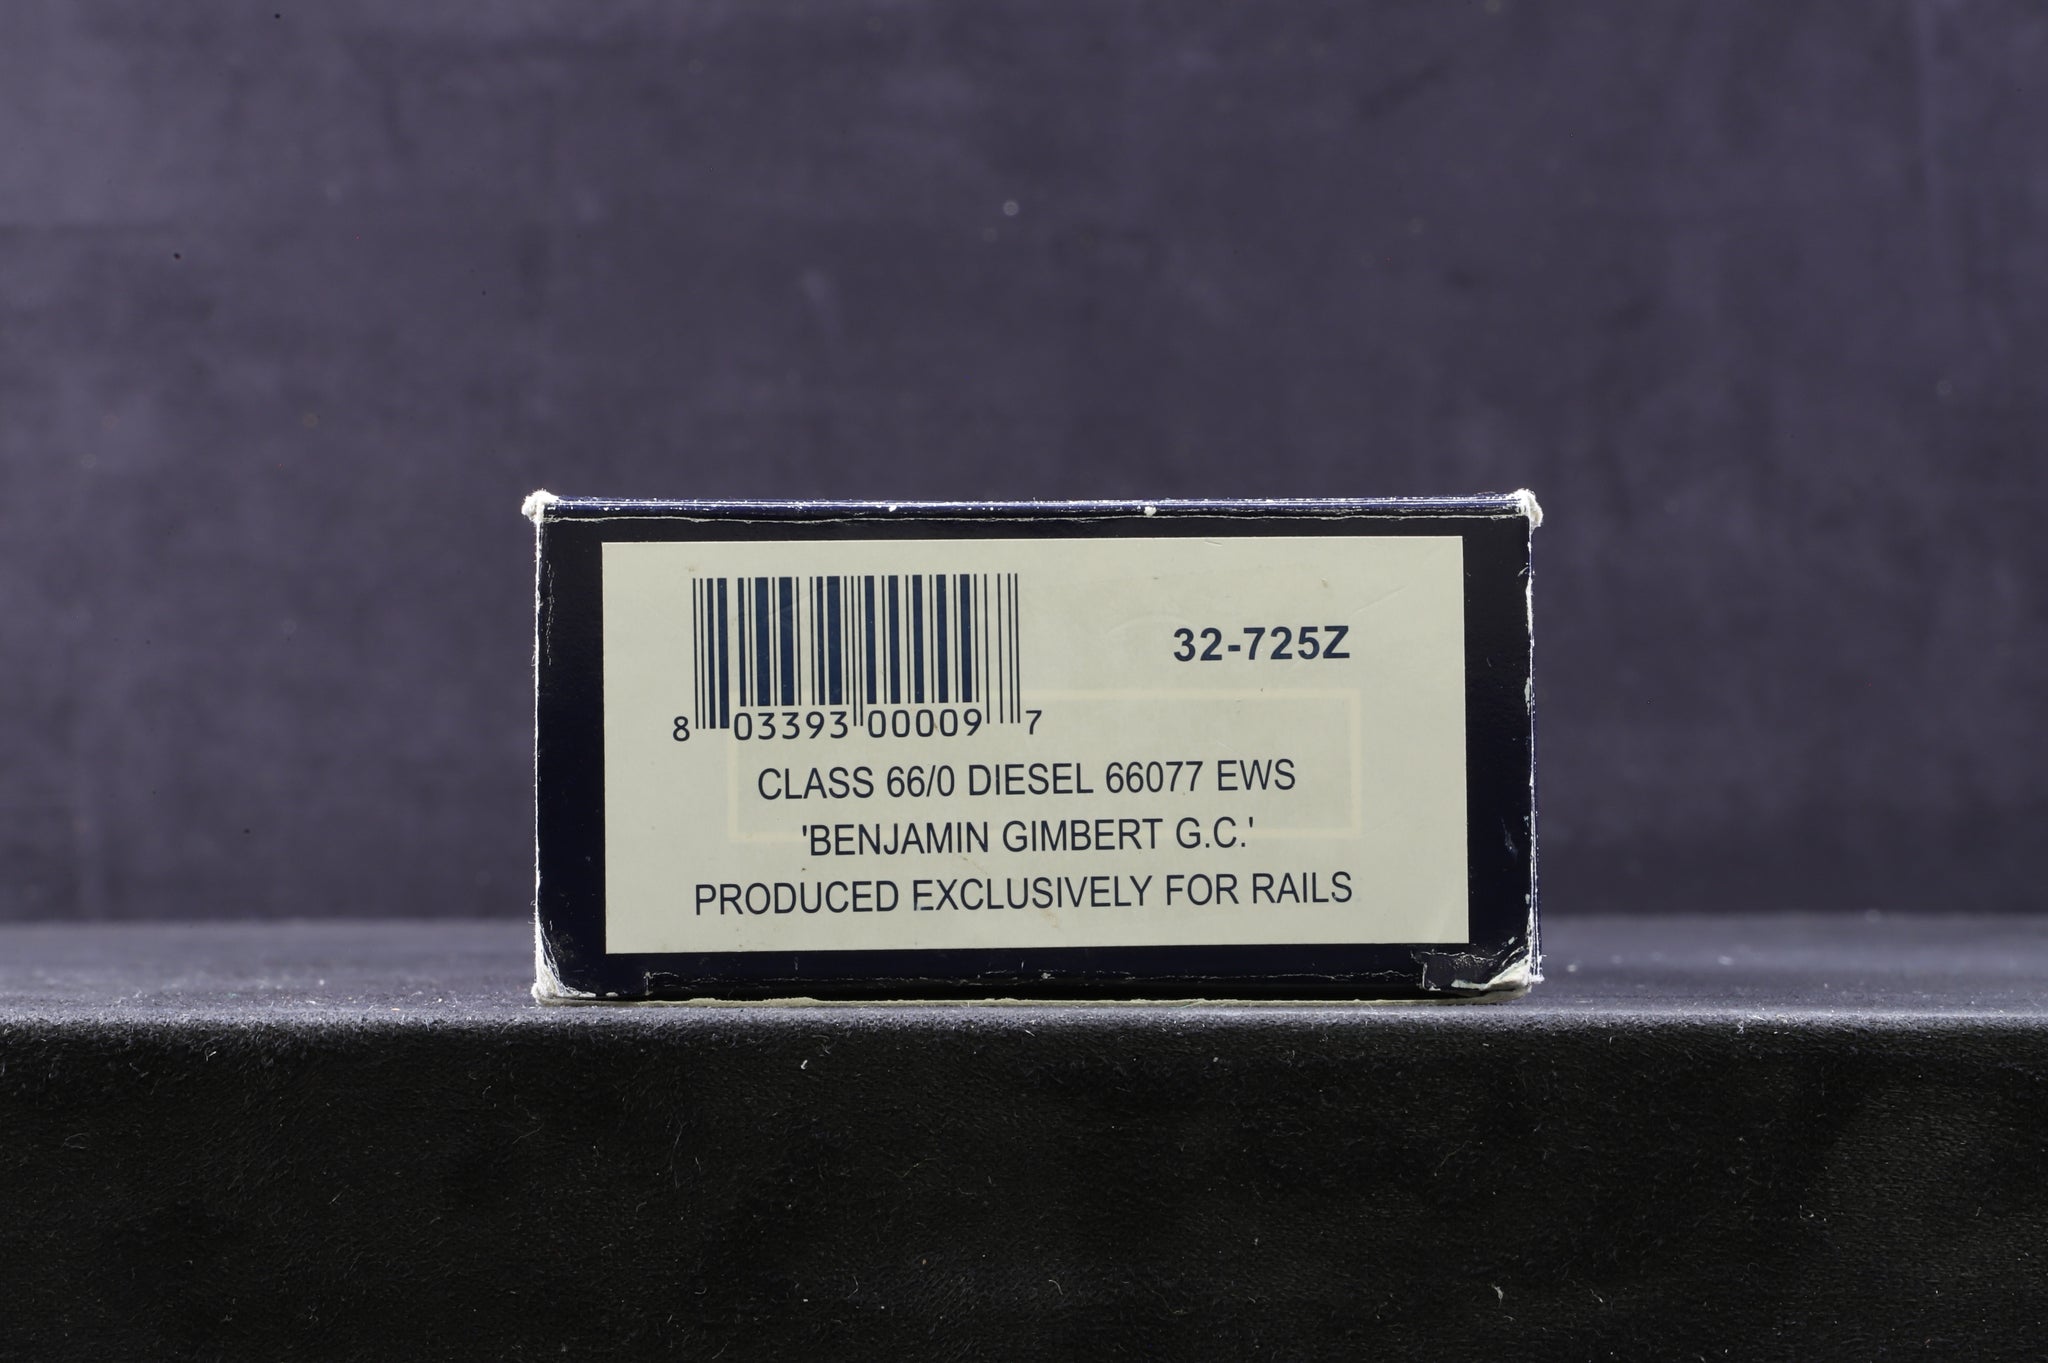 32-725Z
8 03393 00009 7
CLASS 66/0 DIESEL 66077 EWS
'BENJAMIN GIMBERT G.C.'
PRODUCED EXCLUSIVELY FOR RAILS